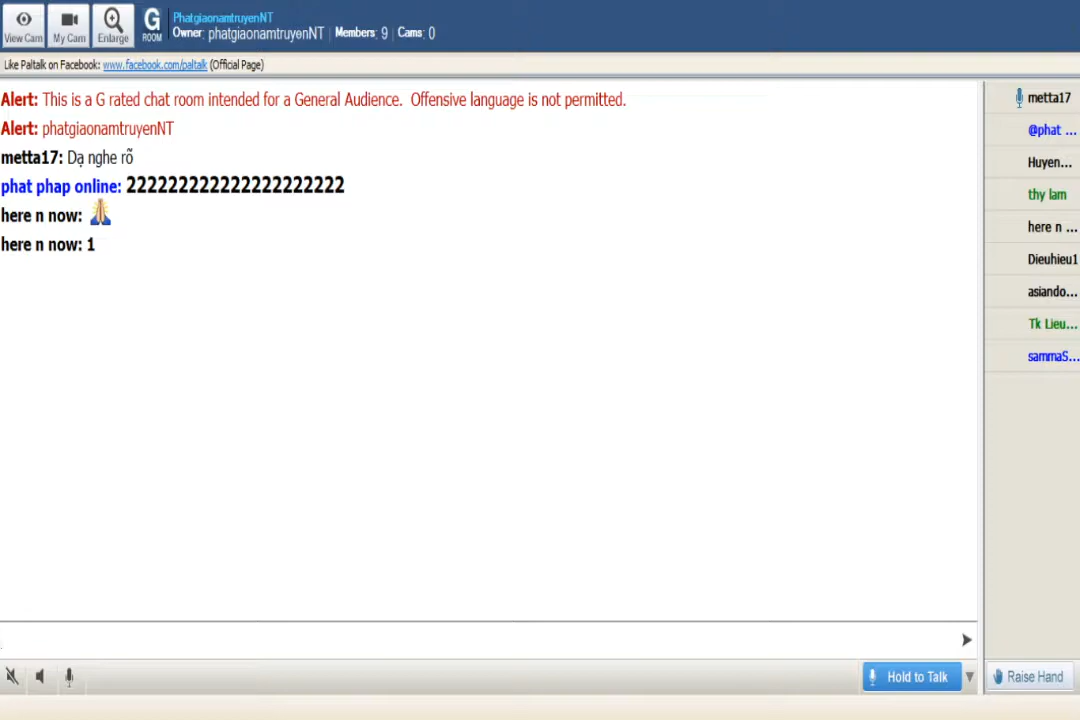 View Cam
My Cam
Enlarge
G
ROOM
PhatgiaonamtruyenNT
Owner: phatgiaonamtruyenNT Members: 9 Cams: 0
Like Paltalk on Facebook: www.facebook.com/paltalk (Official Page)
Alert: This is a G rated chat room intended for a General Audience. Offensive language is not permitted.
Alert: phatgiaonamtruyenNT
metta17: Dạ nghe rõ
phat phap online: 222222222222222222222
here n now: 🙏
here n now: 1
metta17
@phat ...
Huyen...
thy lam
here n ...
Dieuhieu1
asiando...
Tk Lieu...
sammaS...
Hold to Talk
Raise Hand